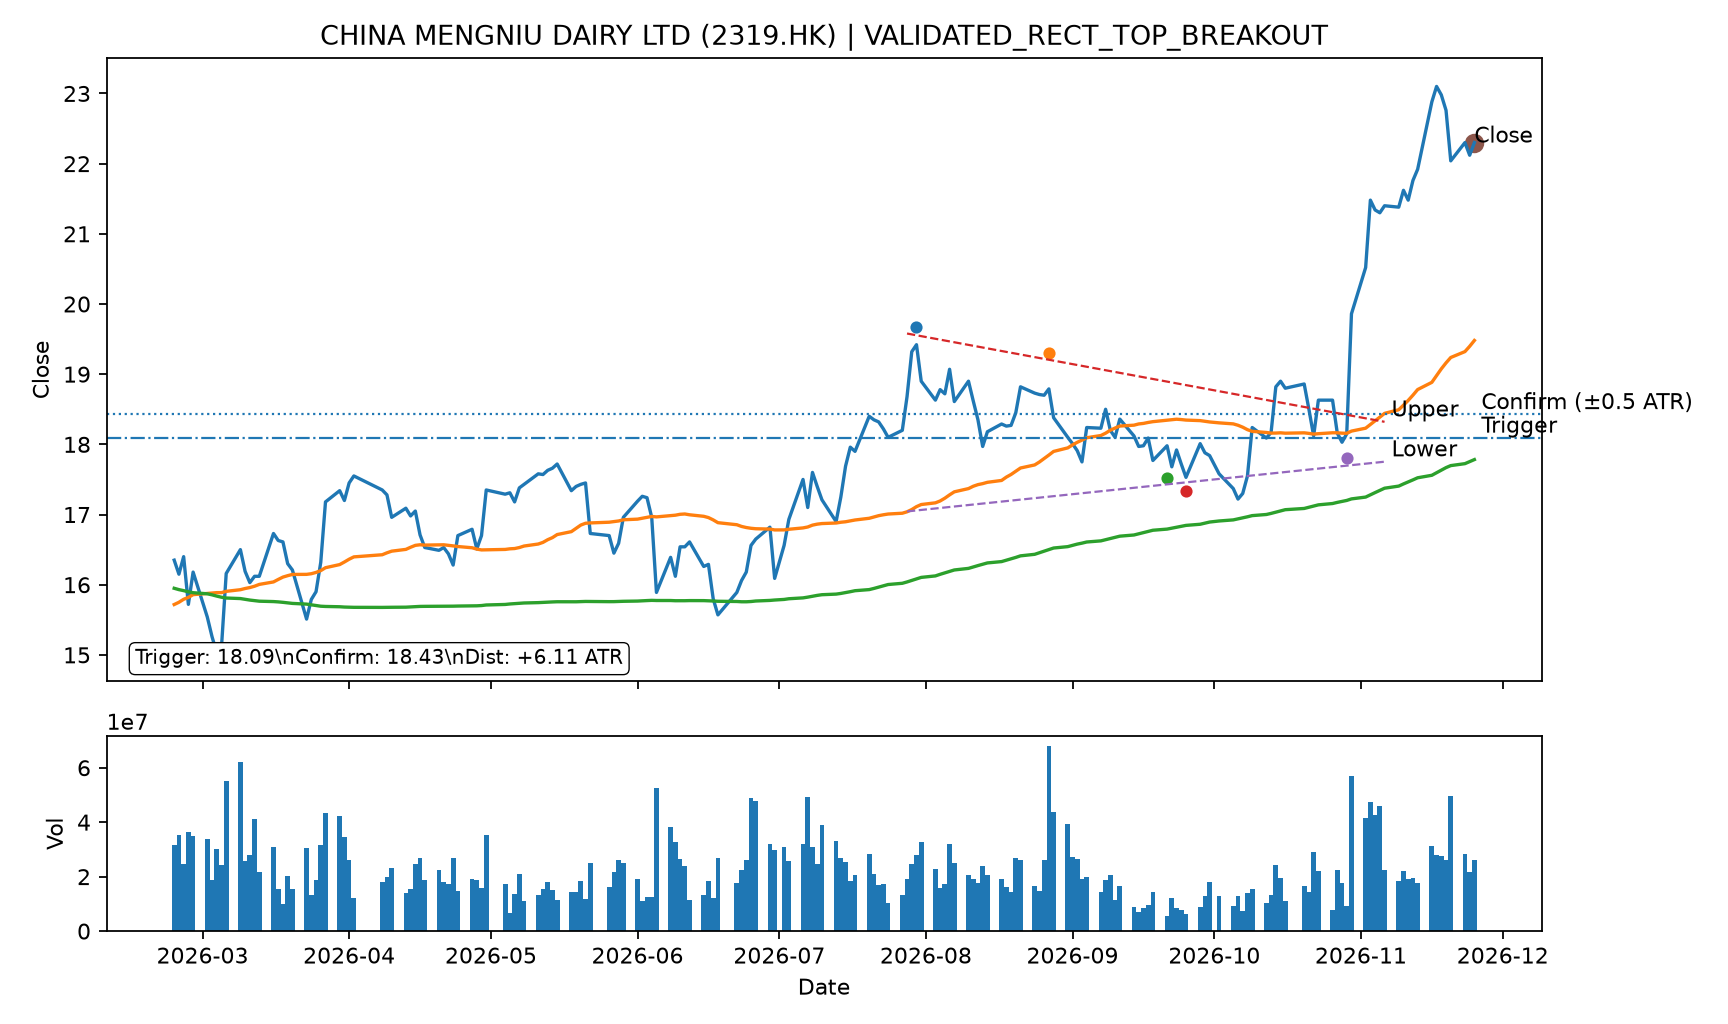 CHINA MENGNIU DAIRY LTD (2319.HK) | VALIDATED_RECT_TOP_BREAKOUT
Close
23
22
21
20
19
18
17
16
15
Close
Confirm (±0.5 ATR)
Upper
Trigger
Lower
Trigger: 18.09\nConfirm: 18.43\nDist: +6.11 ATR
1e7
Vol
6
4
2
0
2026-03 2026-04 2026-05 2026-06 2026-07 2026-08 2026-09 2026-10 2026-11 2026-12
Date